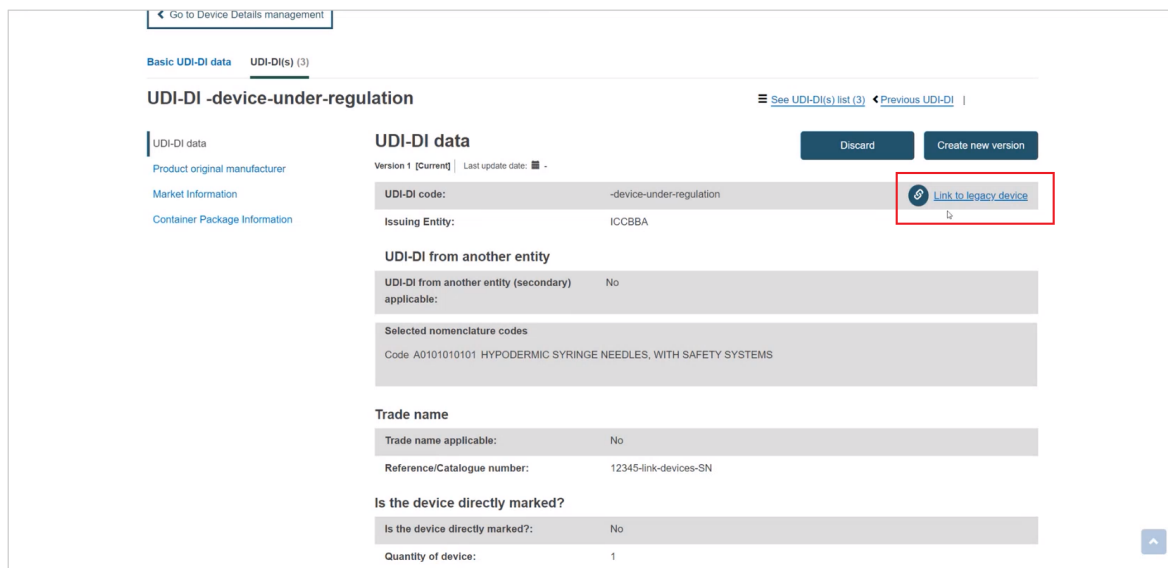 Go to Device Details management
Basic UDI-DI data UDI-DI(s) (3)
UDI-DI -device-under-regulation
See UDI-DI(s) list (3) Previous UDI-DI |
UDI-DI data
Product original manufacturer
Market Information
Container Package Information
UDI-DI data
Discard
Create new version
Version 1 [Current] Last update date: -
UDI-DI code: -device-under-regulation
Link to legacy device
Issuing Entity: ICCBBA
UDI-DI from another entity
UDI-DI from another entity (secondary) No
applicable:
Selected nomenclature codes
Code A0101010101 HYPODERMIC SYRINGE NEEDLES, WITH SAFETY SYSTEMS
Trade name
Trade name applicable: No
Reference/Catalogue number: 12345-link-devices-SN
Is the device directly marked?
Is the device directly marked?: No
Quantity of device: 1